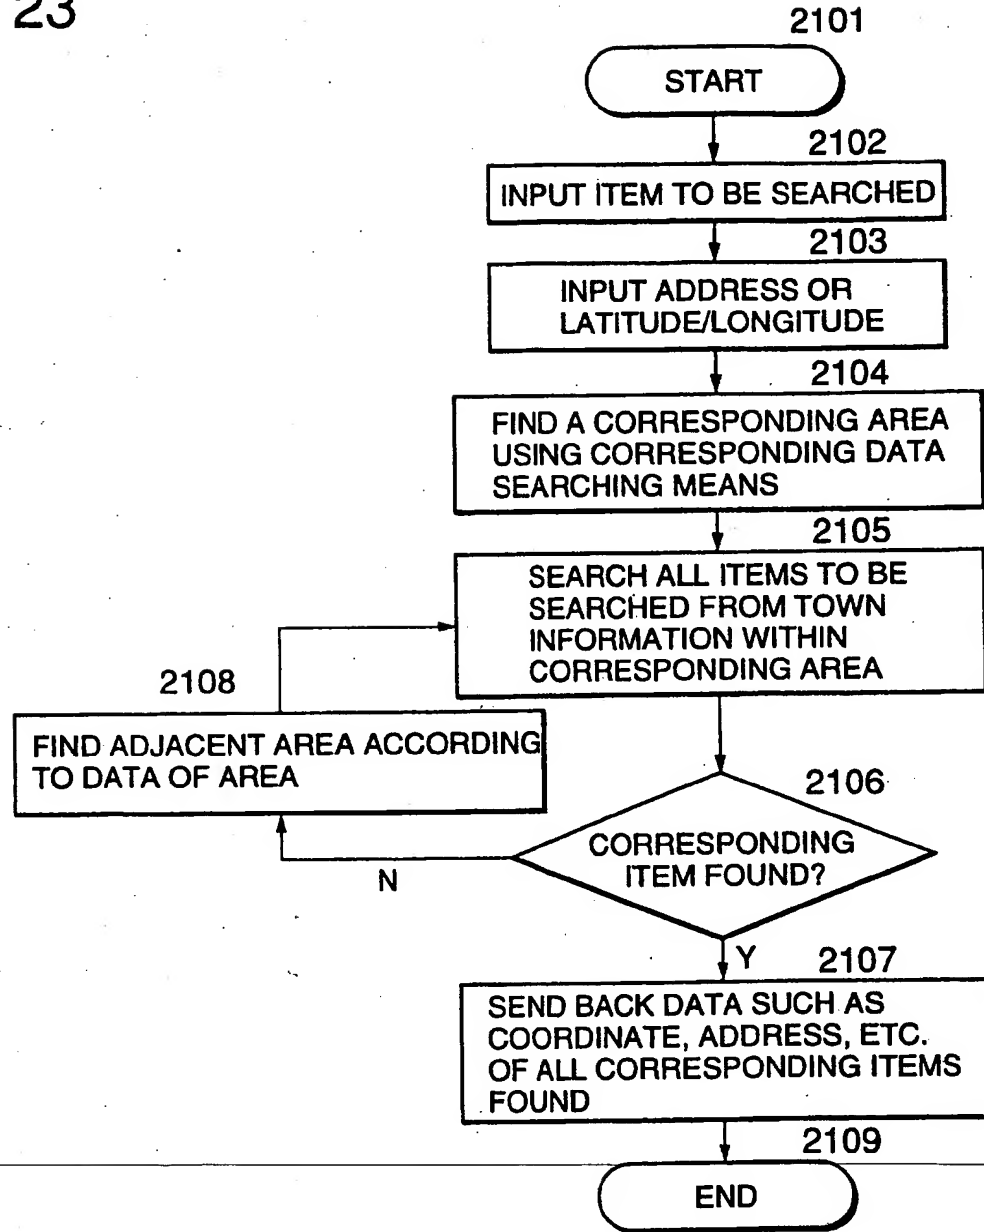 23
2101
START
2102
INPUT ITEM TO BE SEARCHED
2103
INPUT ADDRESS OR
LATITUDE/LONGITUDE
2104
FIND A CORRESPONDING AREA
USING CORRESPONDING DATA
SEARCHING MEANS
2105
SEARCH ALL ITEMS TO BE
SEARCHED FROM TOWN
INFORMATION WITHIN
CORRESPONDING AREA
2108
FIND ADJACENT AREA ACCORDING
TO DATA OF AREA
2106
CORRESPONDING
ITEM FOUND?
N
Y
2107
SEND BACK DATA SUCH AS
COORDINATE, ADDRESS, ETC.
OF ALL CORRESPONDING ITEMS
FOUND
2109
END